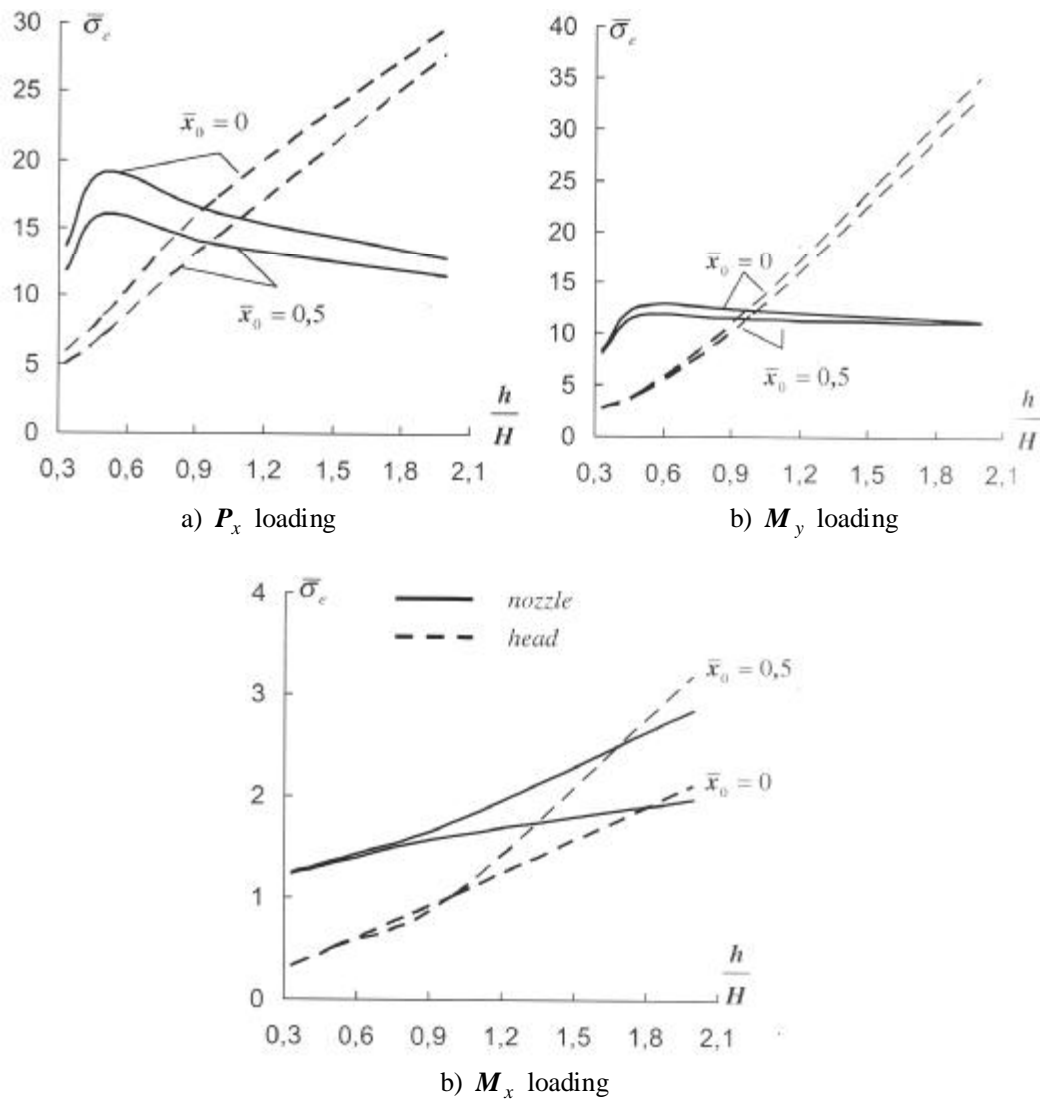 σ̄ₑ
30
25
20
15
10
5
0
x̄₀ = 0
x̄₀ = 0,5
h
H
0,3 0,6 0,9 1,2 1,5 1,8 2,1
a) Pₓ loading
σ̄ₑ
40
35
30
25
20
15
10
5
0
x̄₀ = 0
x̄₀ = 0,5
h
H
0,3 0,6 0,9 1,2 1,5 1,8 2,1
b) M_y loading
σ̄ₑ
4
3
2
1
0
nozzle
head
x̄₀ = 0,5
x̄₀ = 0
h
H
0,3 0,6 0,9 1,2 1,5 1,8 2,1
b) Mₓ loading